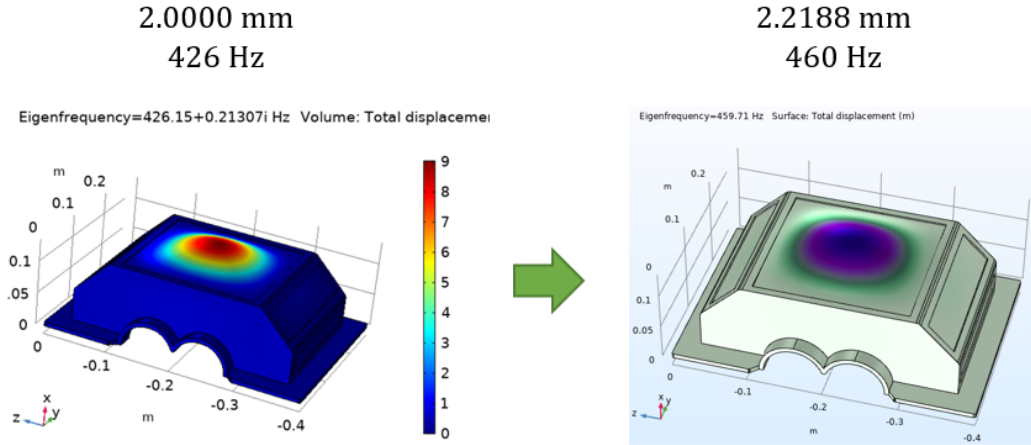 2.0000 mm
426 Hz
2.2188 mm
460 Hz
Eigenfrequency=426.15+0.21307i Hz Volume: Total displacemen
m
0.2
0.1
0
0.1
.05
0
0
-0.1
-0.2
-0.3
-0.4
m
x
y
z
9
8
7
6
5
4
3
2
1
0
Eigenfrequency=459.71 Hz Surface: Total displacement (m)
0.2
m
0.1
0
0.1
0.05
0
0
-0.1
-0.2
-0.3
-0.4
m
x
y
z